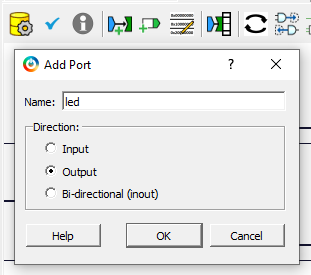 Add Port
?
Name: led
Direction:
Input
Output
Bi-directional (inout)
Help OK Cancel